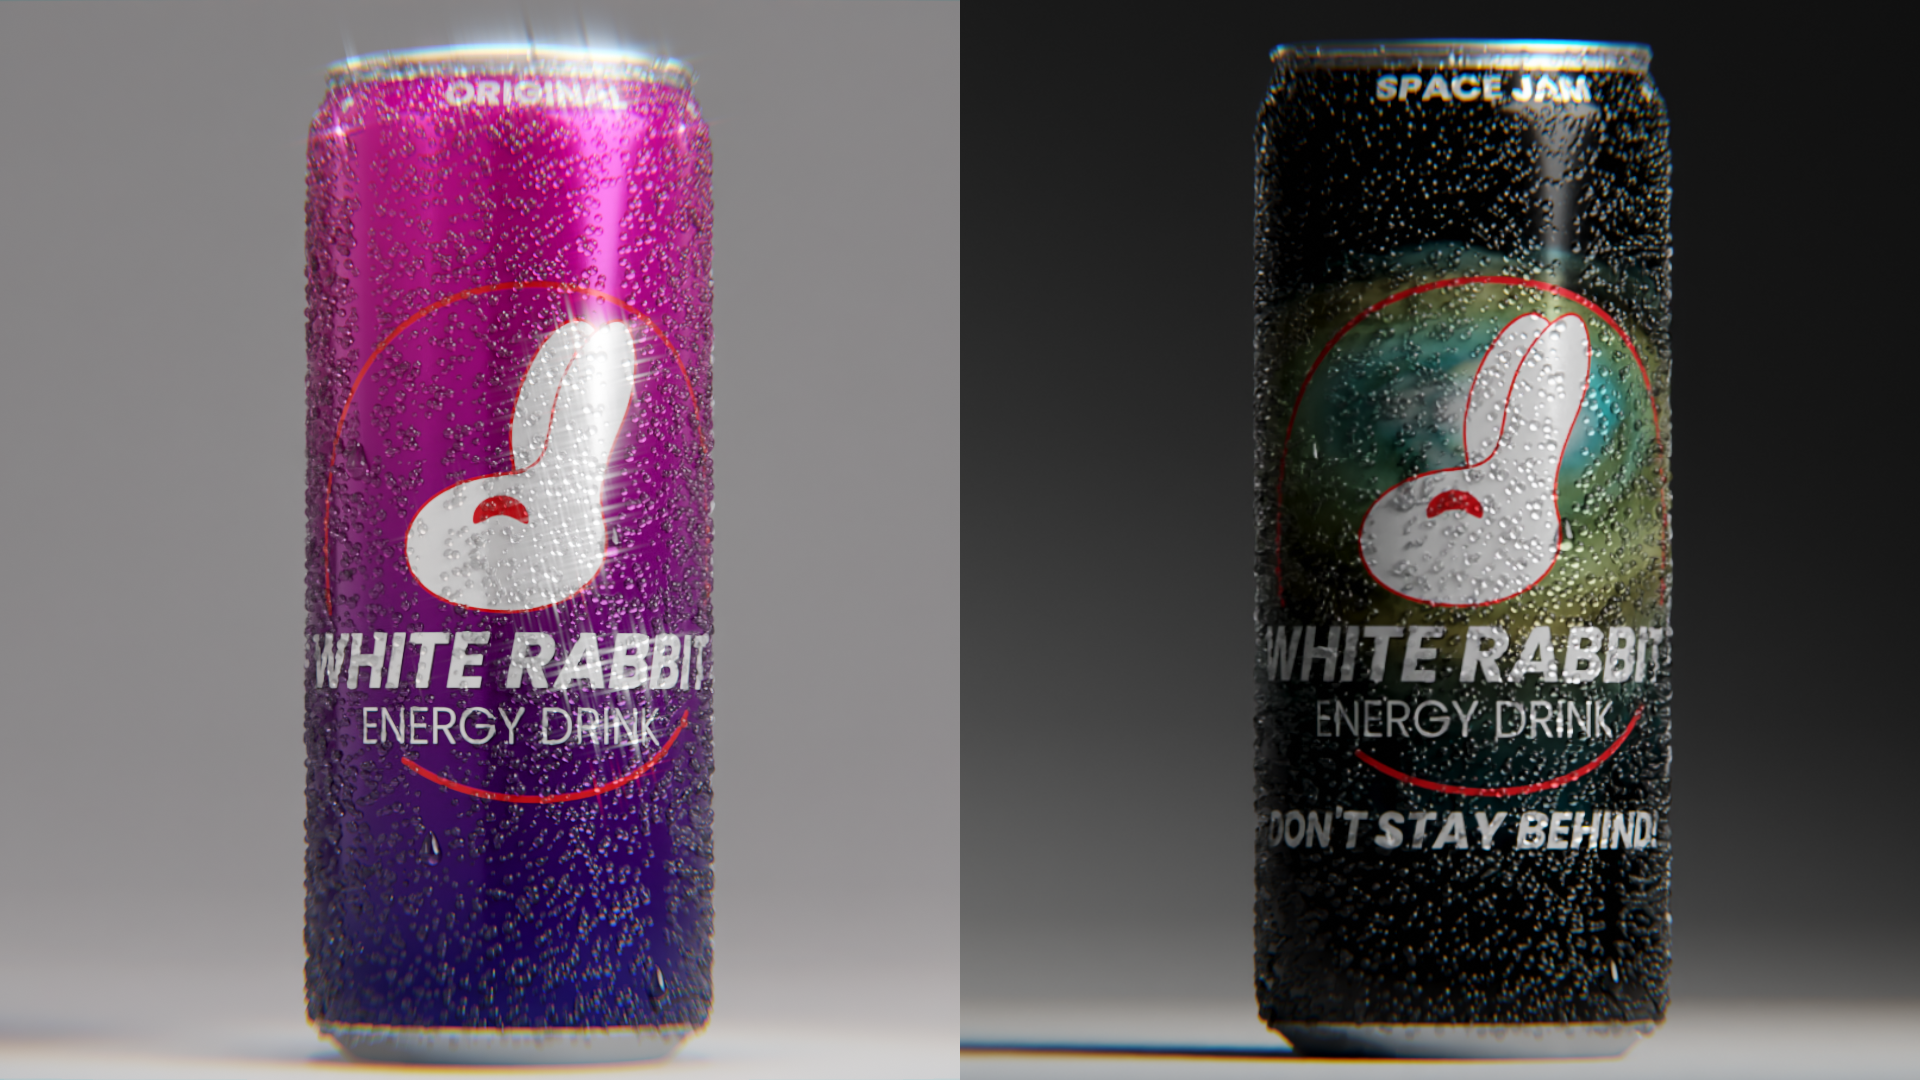 ORIGINAL
WHITE RABBIT
ENERGY DRINK
SPACE JAM
WHITE RABBIT
ENERGY DRINK
DON'T STAY BEHIND!